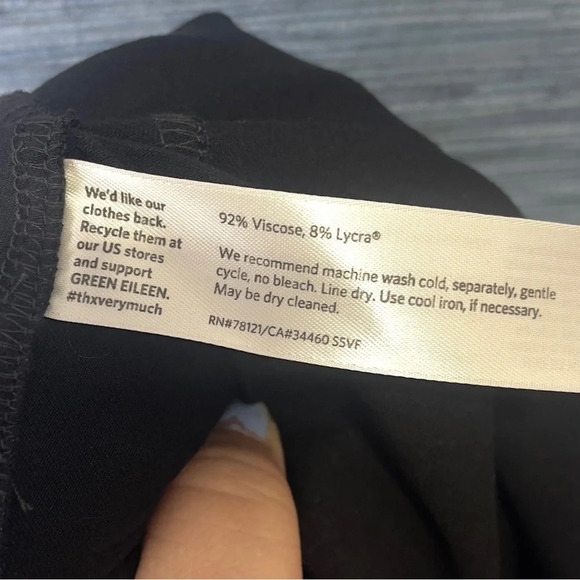 We'd like our
clothes back.
Recycle them at
our US stores
and support
GREEN EILEEN.
#thxverymuch
92% Viscose, 8% Lycra®
We recommend machine wash cold, separately, gentle
cycle, no bleach. Line dry. Use cool iron, if necessary.
May be dry cleaned.
RN#78121/CA#34460 S5VF